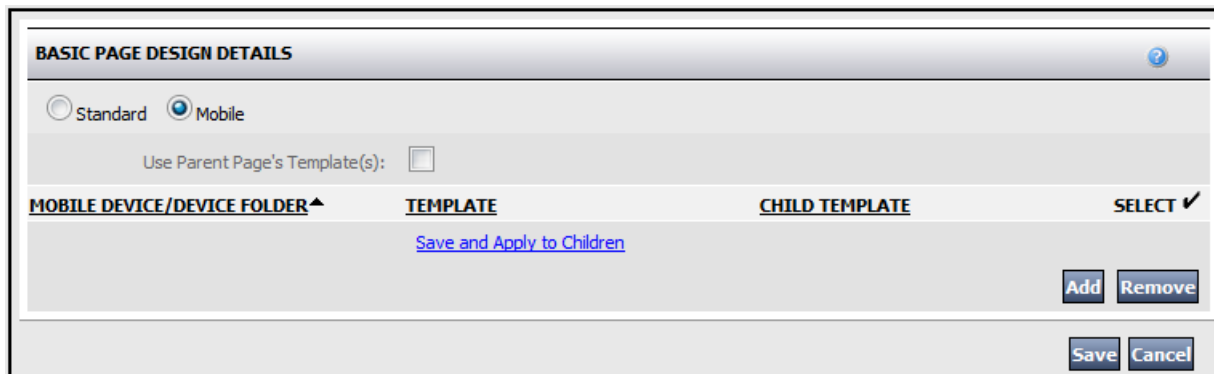 BASIC PAGE DESIGN DETAILS
Standard Mobile
Use Parent Page's Template(s):
MOBILE DEVICE/DEVICE FOLDER TEMPLATE CHILD TEMPLATE SELECT
Save and Apply to Children
Add Remove
Save Cancel